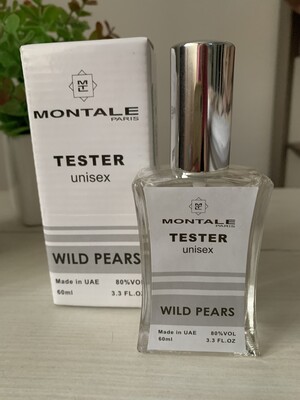 MONTALE
PARIS
TESTER
unisex
WILD PEARS
Made in UAE 80%VOL
60ml 3.3 FL.OZ
MONTALE
PARIS
TESTER
unisex
WILD PEARS
Made in UAE 80%VOL
60ml 3.3 FL.OZ